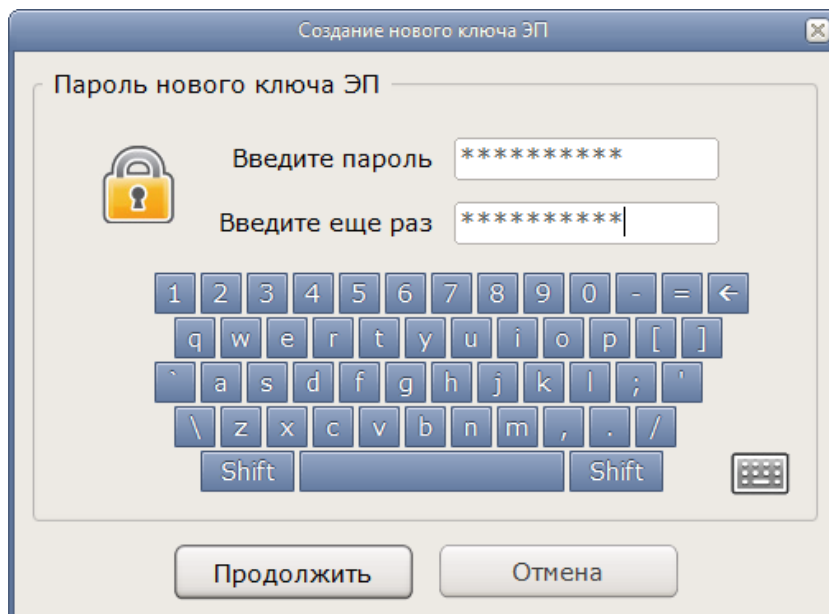 Создание нового ключа ЭП
Пароль нового ключа ЭП
Введите пароль **********
Введите еще раз **********
1 2 3 4 5 6 7 8 9 0 - = ←
q w e r t y u i o p [ ]
` a s d f g h j k l ; '
\ z x c v b n m , . /
Shift Shift
Продолжить Отмена